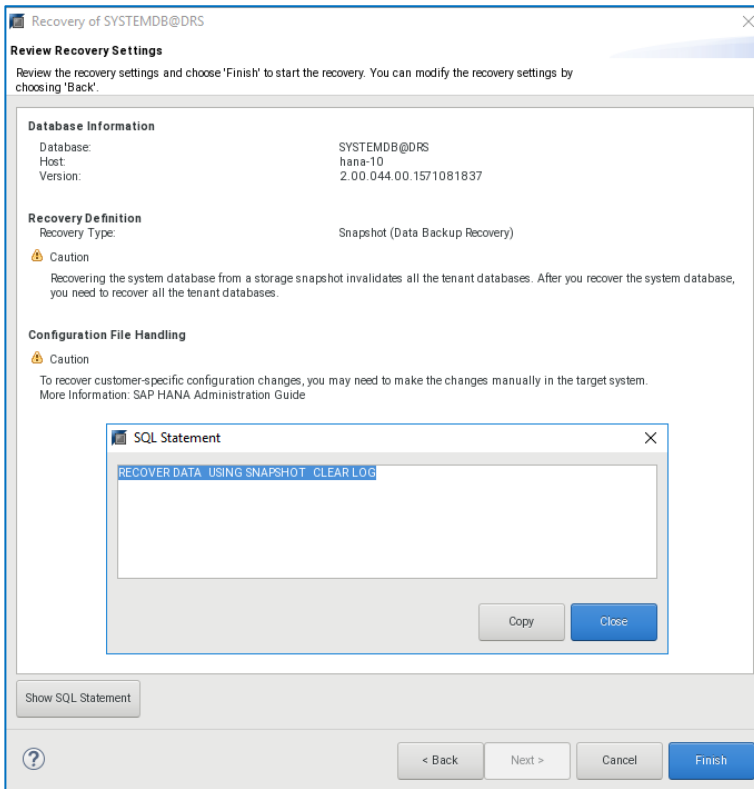 Recovery of SYSTEMDB@DRS
Review Recovery Settings
Review the recovery settings and choose 'Finish' to start the recovery. You can modify the recovery settings by
choosing 'Back'.
Database Information
Database: SYSTEMDB@DRS
Host: hana-10
Version: 2.00.044.00.1571081837
Recovery Definition
Recovery Type: Snapshot (Data Backup Recovery)
Caution
Recovering the system database from a storage snapshot invalidates all the tenant databases. After you recover the system database,
you need to recover all the tenant databases.
Configuration File Handling
Caution
To recover customer-specific configuration changes, you may need to make the changes manually in the target system.
More Information: SAP HANA Administration Guide
SQL Statement
RECOVER DATA USING SNAPSHOT CLEAR LOG
Copy Close
Show SQL Statement
? < Back Next > Cancel Finish